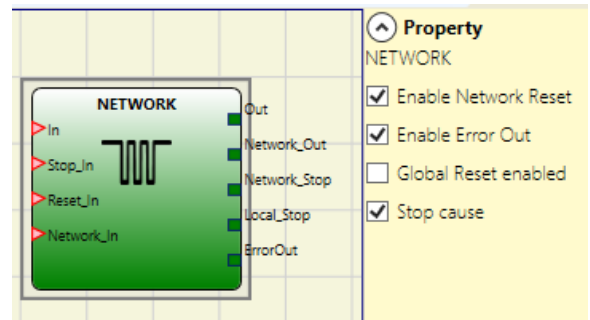 NETWORK
In
Stop_In
Reset_In
Network_In
Out
Network_Out
Network_Stop
Local_Stop
ErrorOut
Property
NETWORK
Enable Network Reset
Enable Error Out
Global Reset enabled
Stop cause